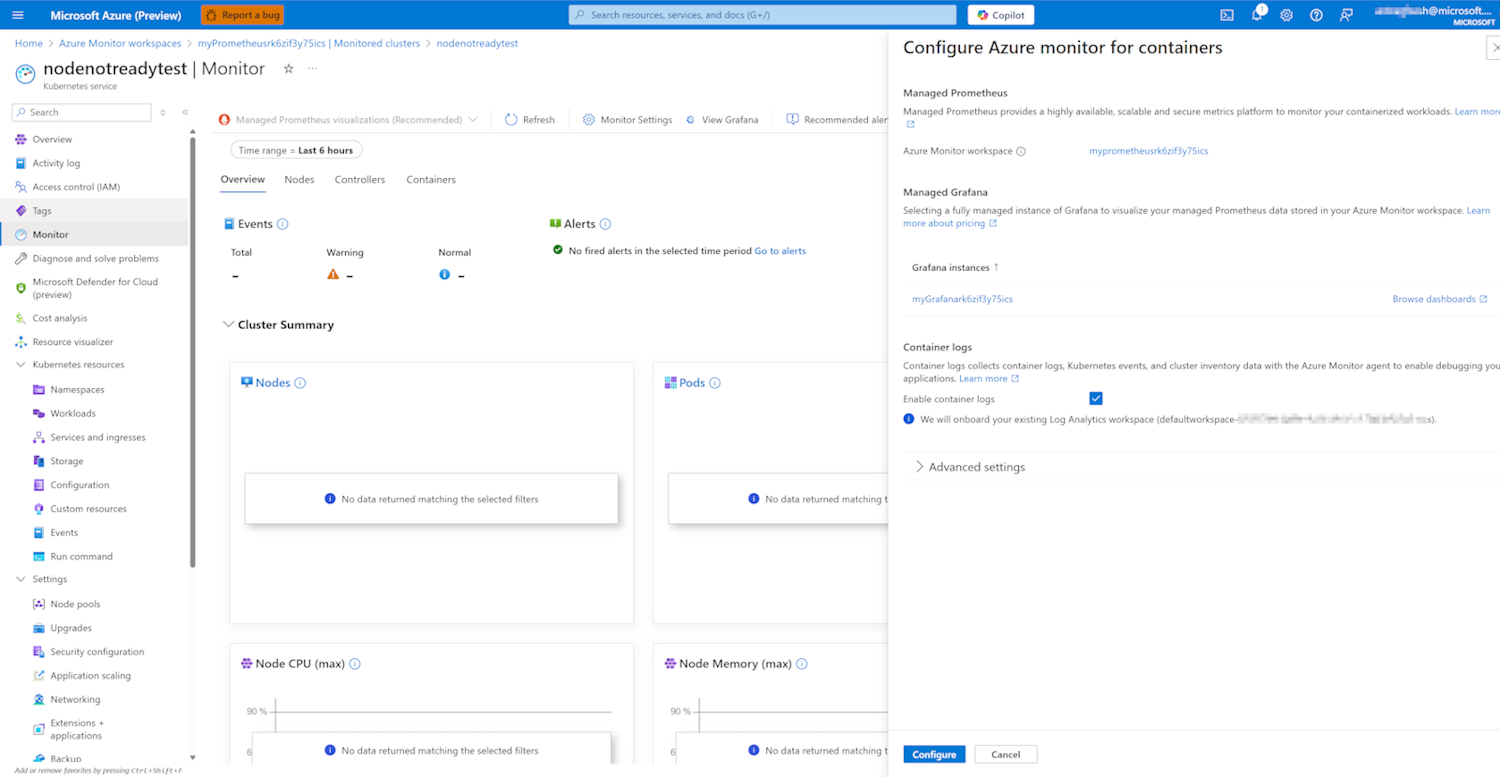 Microsoft Azure (Preview)
Report a bug
Search resources, services, and docs (G+/)
Copilot
1
h@microsoft....
MICROSOFT
Home > Azure Monitor workspaces > myPrometheusrk6zif3y75ics | Monitored clusters > nodenotreadytest
nodenotreadytest | Monitor
Kubernetes service
Search
Overview
Activity log
Access control (IAM)
Tags
Monitor
Diagnose and solve problems
Microsoft Defender for Cloud
(preview)
Cost analysis
Resource visualizer
Kubernetes resources
Namespaces
Workloads
Services and ingresses
Storage
Configuration
Custom resources
Events
Run command
Settings
Node pools
Upgrades
Security configuration
Application scaling
Networking
Extensions +
applications
Backup
Add or remove favorites by pressing Ctrl+Shift+F
Managed Prometheus visualizations (Recommended)
Refresh
Monitor Settings
View Grafana
Recommended aler
Time range = Last 6 hours
Overview
Nodes
Controllers
Containers
Events
Total
Warning
Normal
–
–
–
Alerts
No fired alerts in the selected time period Go to alerts
Cluster Summary
Nodes
No data returned matching the selected filters
Pods
No data returned matching t
Node CPU (max)
90 %
6
No data returned matching the selected filters
Node Memory (max)
90 %
6
No data returned matching t
Configure Azure monitor for containers
Managed Prometheus
Managed Prometheus provides a highly available, scalable and secure metrics platform to monitor your containerized workloads. Learn more
Azure Monitor workspace
myprometheusrk6zif3y75ics
Managed Grafana
Selecting a fully managed instance of Grafana to visualize your managed Prometheus data stored in your Azure Monitor workspace. Learn
more about pricing
Grafana instances ↑
myGrafanark6zif3y75ics
Browse dashboards
Container logs
Container logs collects container logs, Kubernetes events, and cluster inventory data with the Azure Monitor agent to enable debugging you
applications. Learn more
Enable container logs
We will onboard your existing Log Analytics workspace (defaultworkspace- s).
Advanced settings
Configure
Cancel